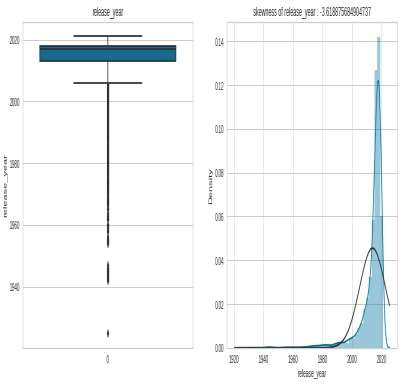 release_year
2020
2000
1980
1960
1940
release_year
0
skewness of release_year : -3.618875684904737
0.14
0.12
0.10
0.08
0.06
0.04
0.02
0.00
Density
1920 1940 1960 1980 2000 2020
release_year